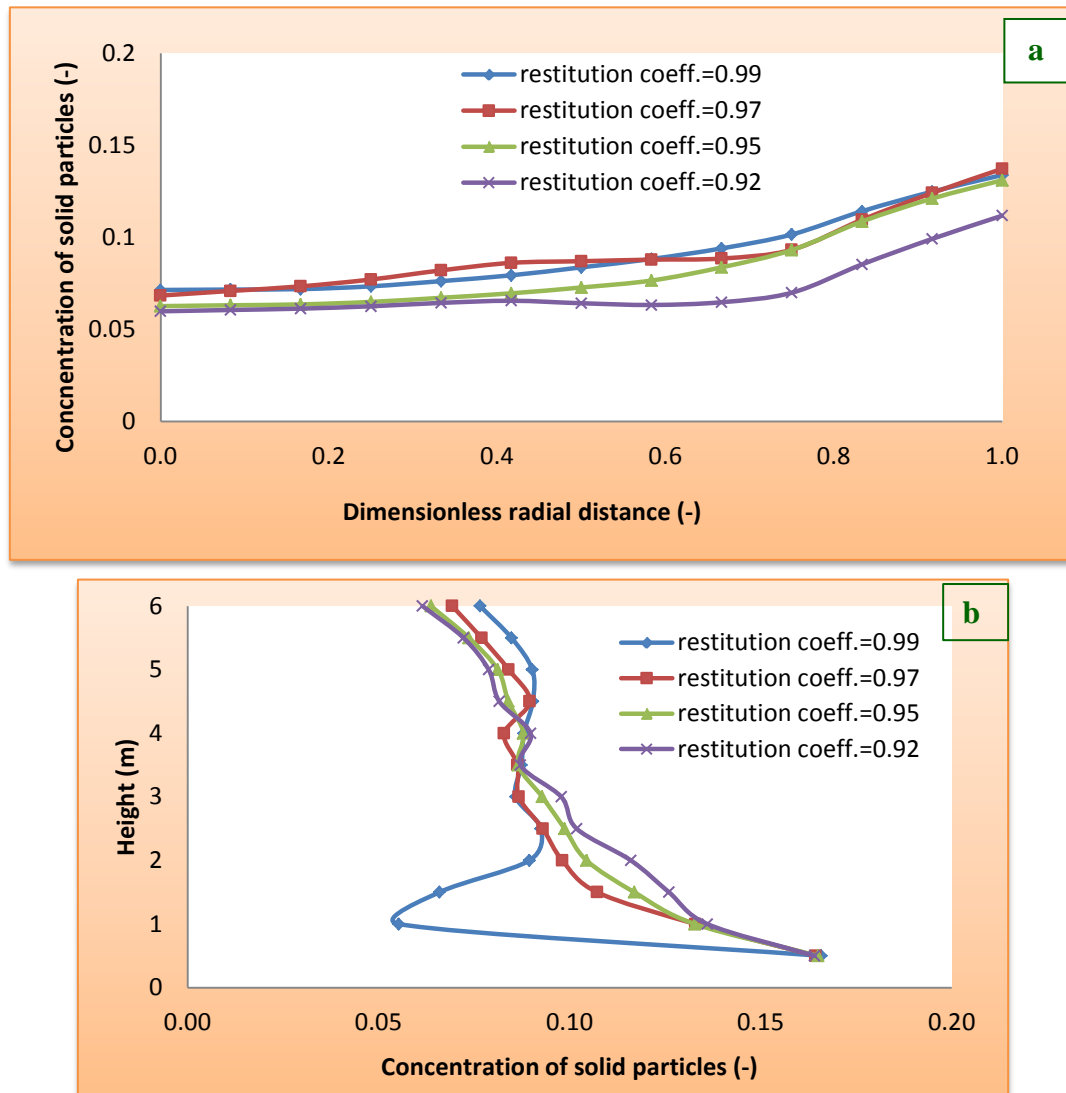 a
0.2
0.15
0.1
0.05
0
Concnentration of solid particles (-)
restitution coeff.=0.99
restitution coeff.=0.97
restitution coeff.=0.95
restitution coeff.=0.92
0.0 0.2 0.4 0.6 0.8 1.0
Dimensionless radial distance (-)
b
6
5
4
3
2
1
0
Height (m)
restitution coeff.=0.99
restitution coeff.=0.97
restitution coeff.=0.95
restitution coeff.=0.92
0.00 0.05 0.10 0.15 0.20
Concentration of solid particles (-)